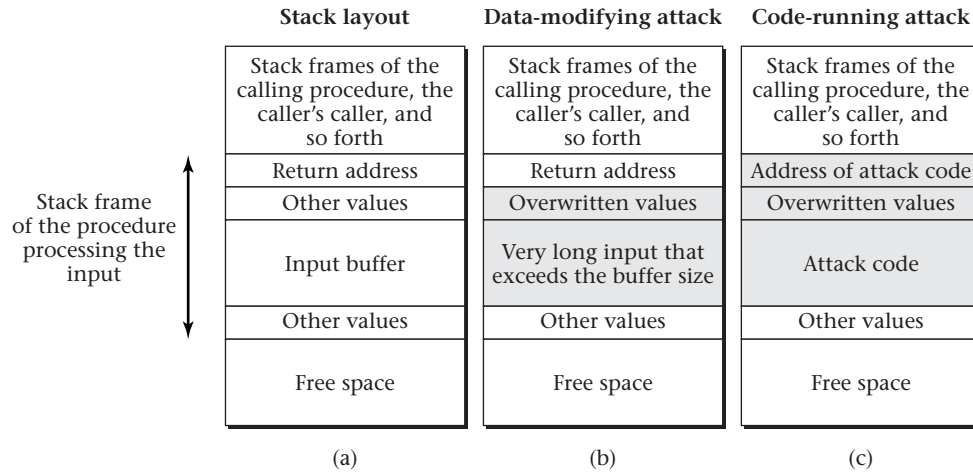 Stack layout
Data-modifying attack
Code-running attack
Stack frame
of the procedure
processing the
input
Stack frames of the
calling procedure, the
caller's caller, and
so forth
Return address
Other values
Input buffer
Other values
Free space
(a)
Stack frames of the
calling procedure, the
caller's caller, and
so forth
Return address
Overwritten values
Very long input that
exceeds the buffer size
Other values
Free space
(b)
Stack frames of the
calling procedure, the
caller's caller, and
so forth
Address of attack code
Overwritten values
Attack code
Other values
Free space
(c)